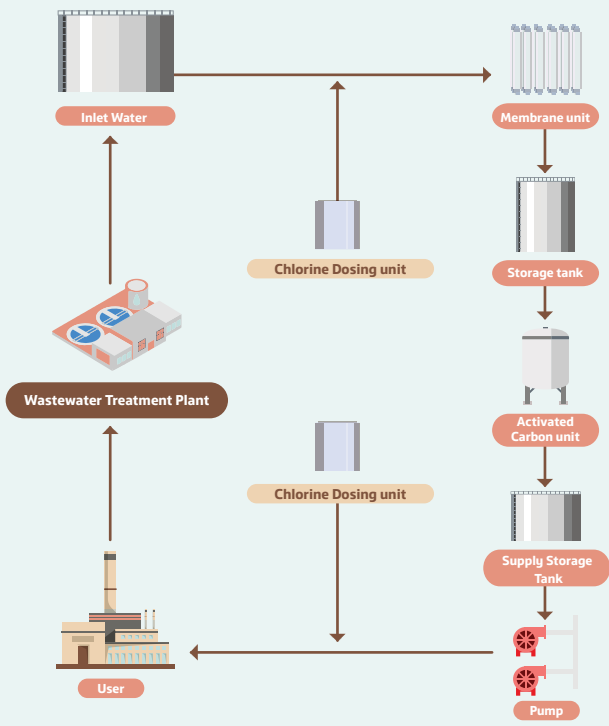 Inlet Water
Membrane unit
Chlorine Dosing unit
Storage tank
Wastewater Treatment Plant
Activated
Carbon unit
Chlorine Dosing unit
Supply Storage
Tank
User
Pump